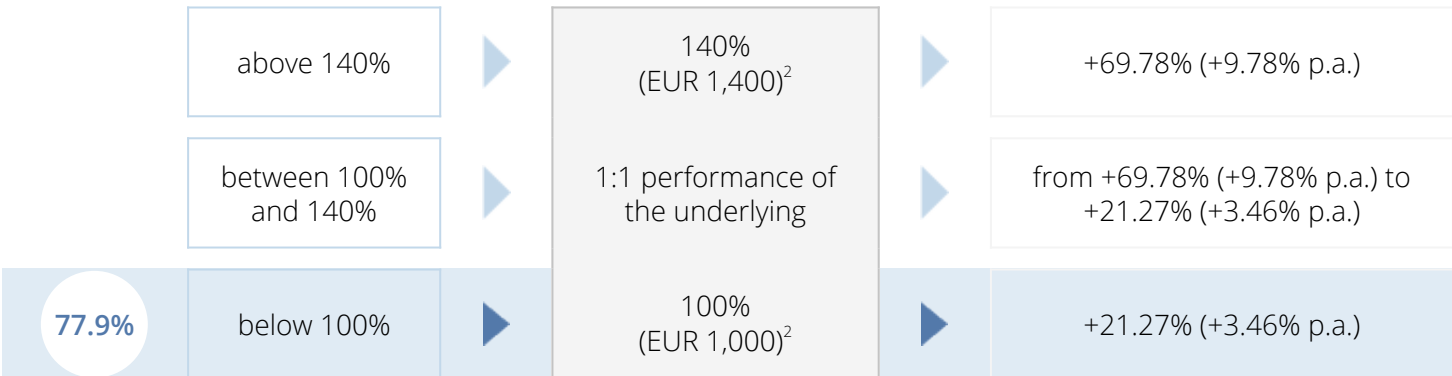 above 140%
140%
(EUR 1,400)2
+69.78% (+9.78% p.a.)
between 100%
and 140%
1:1 performance of
the underlying
from +69.78% (+9.78% p.a.) to
+21.27% (+3.46% p.a.)
77.9%
below 100%
100%
(EUR 1,000)2
+21.27% (+3.46% p.a.)